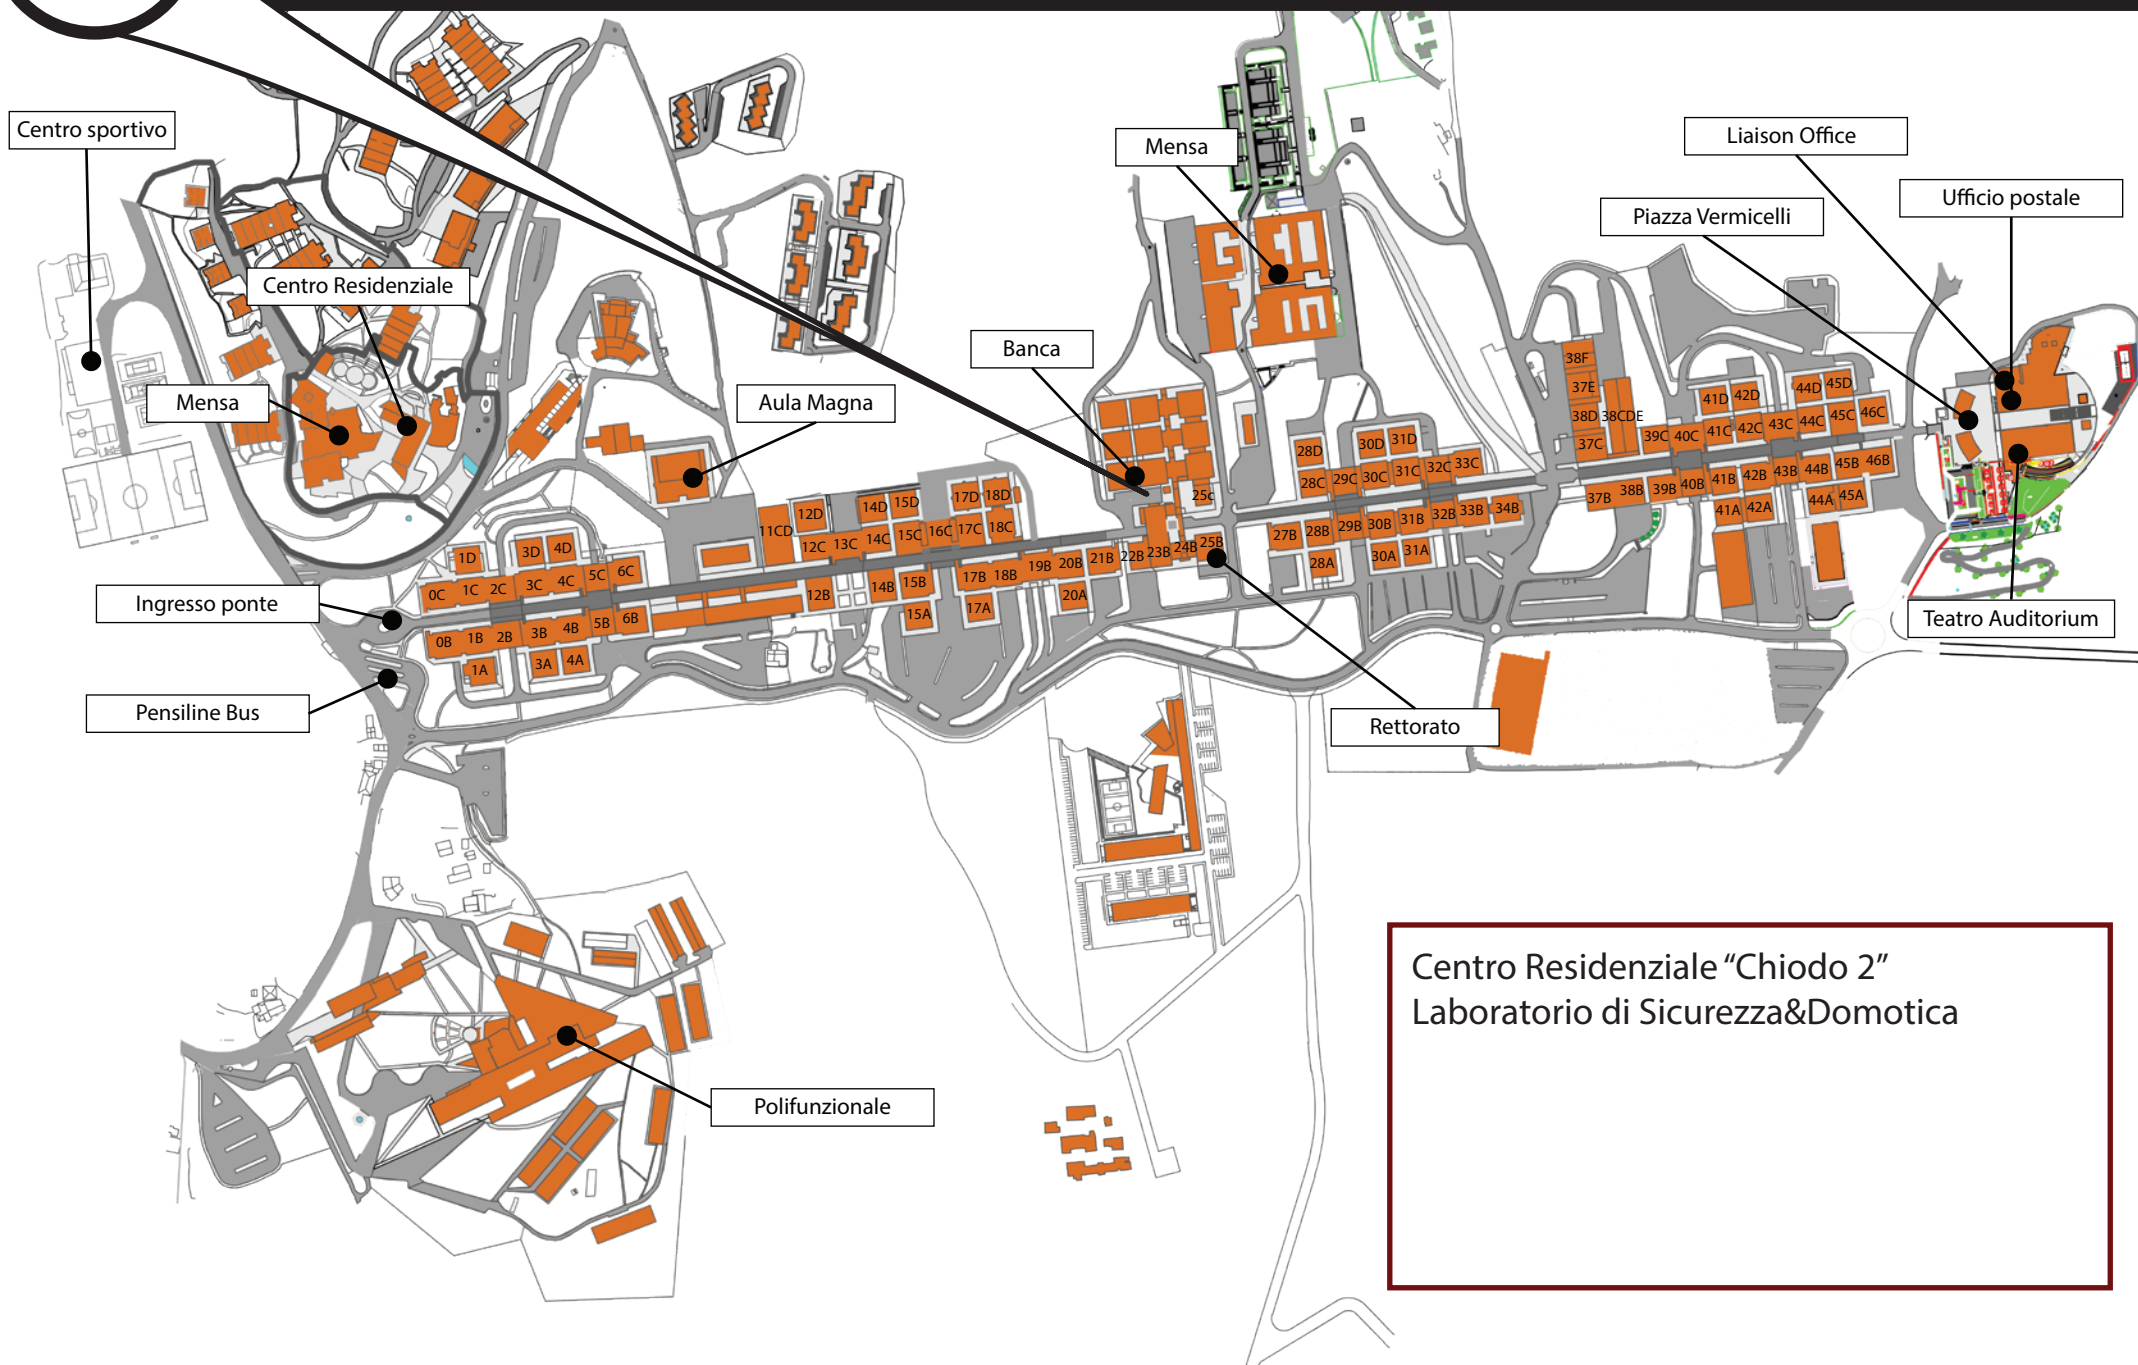 Centro sportivo
Mensa
Liaison Office
Ufficio postale
Piazza Vermicelli
Centro Residenziale
Banca
Mensa
Aula Magna
38F
37E
38D 38CDE
37C
41D 42D
44D 45D
39C 40C 41C 42C 43C 44C 45C 46C
30D 31D
28D
28C 29C 30C 31C 32C 33C
25c
37B 38B 39B 40B 41B 42B 43B 44B 45B 46B
41A 42A
44A 45A
17D 18D
14D 15D
12D
11CD
12C 13C 14C 15C 16C 17C 18C
27B 28B 29B 30B 31B 32B 33B 34B
28A
30A 31A
1D
3D 4D
0C 1C 2C 3C 4C 5C 6C
12B
14B 15B
17B 18B 19B 20B 21B 22B 23B 24B 25B
15A
17A
20A
Ingresso ponte
0B 1B 2B 3B 4B 5B 6B
1A
3A 4A
Teatro Auditorium
Pensiline Bus
Rettorato
Centro Residenziale “Chiodo 2”
Laboratorio di Sicurezza&Domotica
Polifunzionale